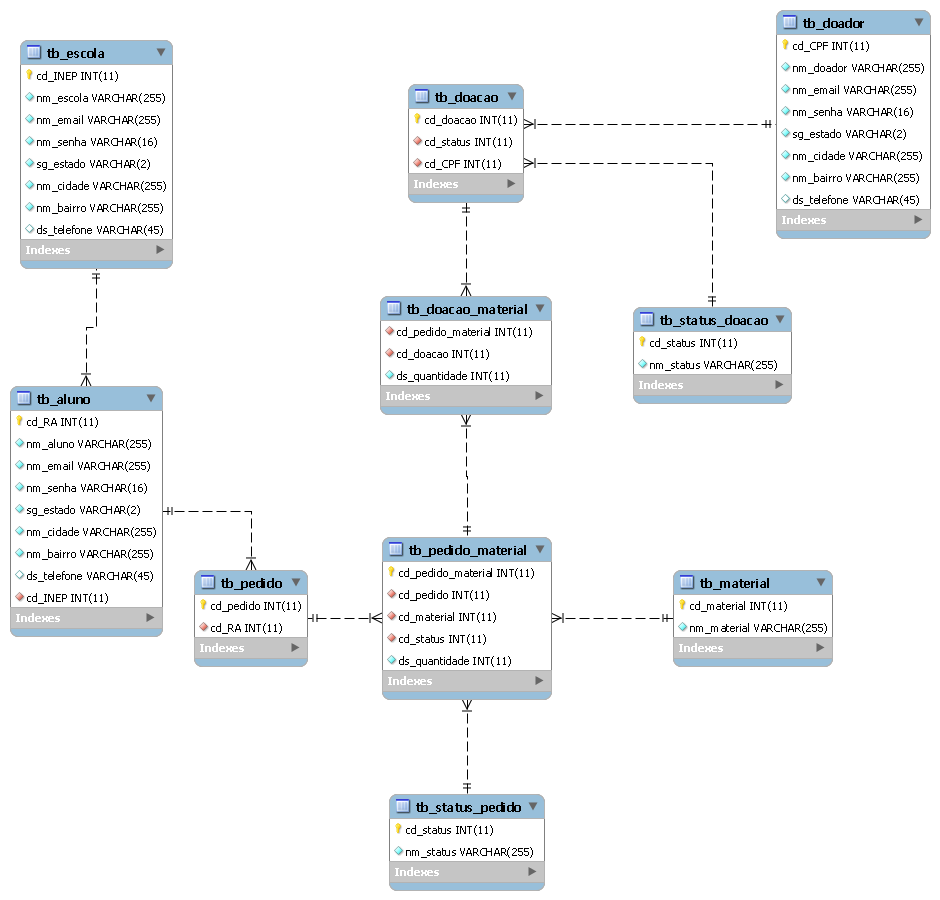 tb_escola
cd_INEP INT(11)
nm_escola VARCHAR(255)
nm_email VARCHAR(255)
nm_senha VARCHAR(16)
sg_estado VARCHAR(2)
nm_cidade VARCHAR(255)
nm_bairro VARCHAR(255)
ds_telefone VARCHAR(45)
Indexes
tb_doacao
cd_doacao INT(11)
cd_status INT(11)
cd_CPF INT(11)
Indexes
tb_doador
cd_CPF INT(11)
nm_doador VARCHAR(255)
nm_email VARCHAR(255)
nm_senha VARCHAR(16)
sg_estado VARCHAR(2)
nm_cidade VARCHAR(255)
nm_bairro VARCHAR(255)
ds_telefone VARCHAR(45)
Indexes
tb_doacao_material
cd_pedido_material INT(11)
cd_doacao INT(11)
ds_quantidade INT(11)
Indexes
tb_status_doacao
cd_status INT(11)
nm_status VARCHAR(255)
Indexes
tb_aluno
cd_RA INT(11)
nm_aluno VARCHAR(255)
nm_email VARCHAR(255)
nm_senha VARCHAR(16)
sg_estado VARCHAR(2)
nm_cidade VARCHAR(255)
nm_bairro VARCHAR(255)
ds_telefone VARCHAR(45)
cd_INEP INT(11)
Indexes
tb_pedido
cd_pedido INT(11)
cd_RA INT(11)
Indexes
tb_pedido_material
cd_pedido_material INT(11)
cd_pedido INT(11)
cd_material INT(11)
cd_status INT(11)
ds_quantidade INT(11)
Indexes
tb_material
cd_material INT(11)
nm_material VARCHAR(255)
Indexes
tb_status_pedido
cd_status INT(11)
nm_status VARCHAR(255)
Indexes